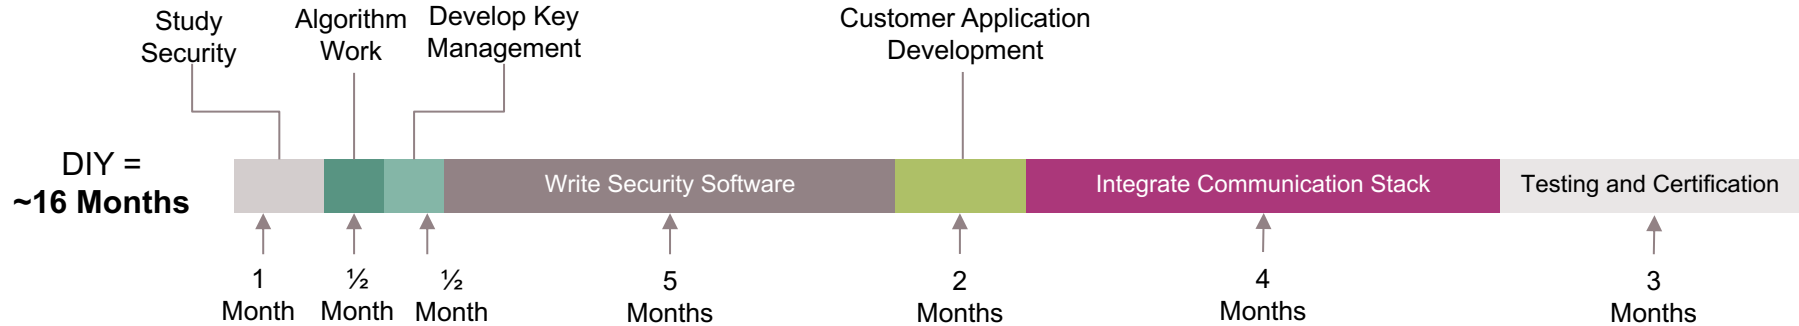 Study
Security
Algorithm
Work
Develop Key
Management
Customer Application
Development
DIY =
~16 Months
Write Security Software
Integrate Communication Stack
Testing and Certification
1
Month
½
Month
½
Month
5
Months
2
Months
4
Months
3
Months